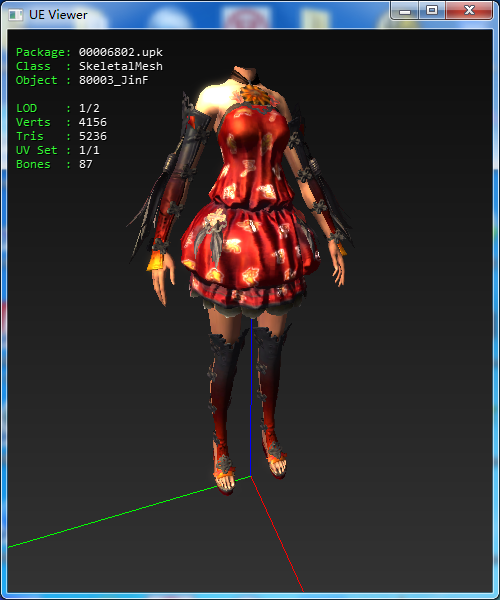 UE Viewer
Package: 00006802.upk
Class : SkeletalMesh
Object : 80003_JinF
LOD : 1/2
Verts : 4156
Tris : 5236
UV Set : 1/1
Bones : 87